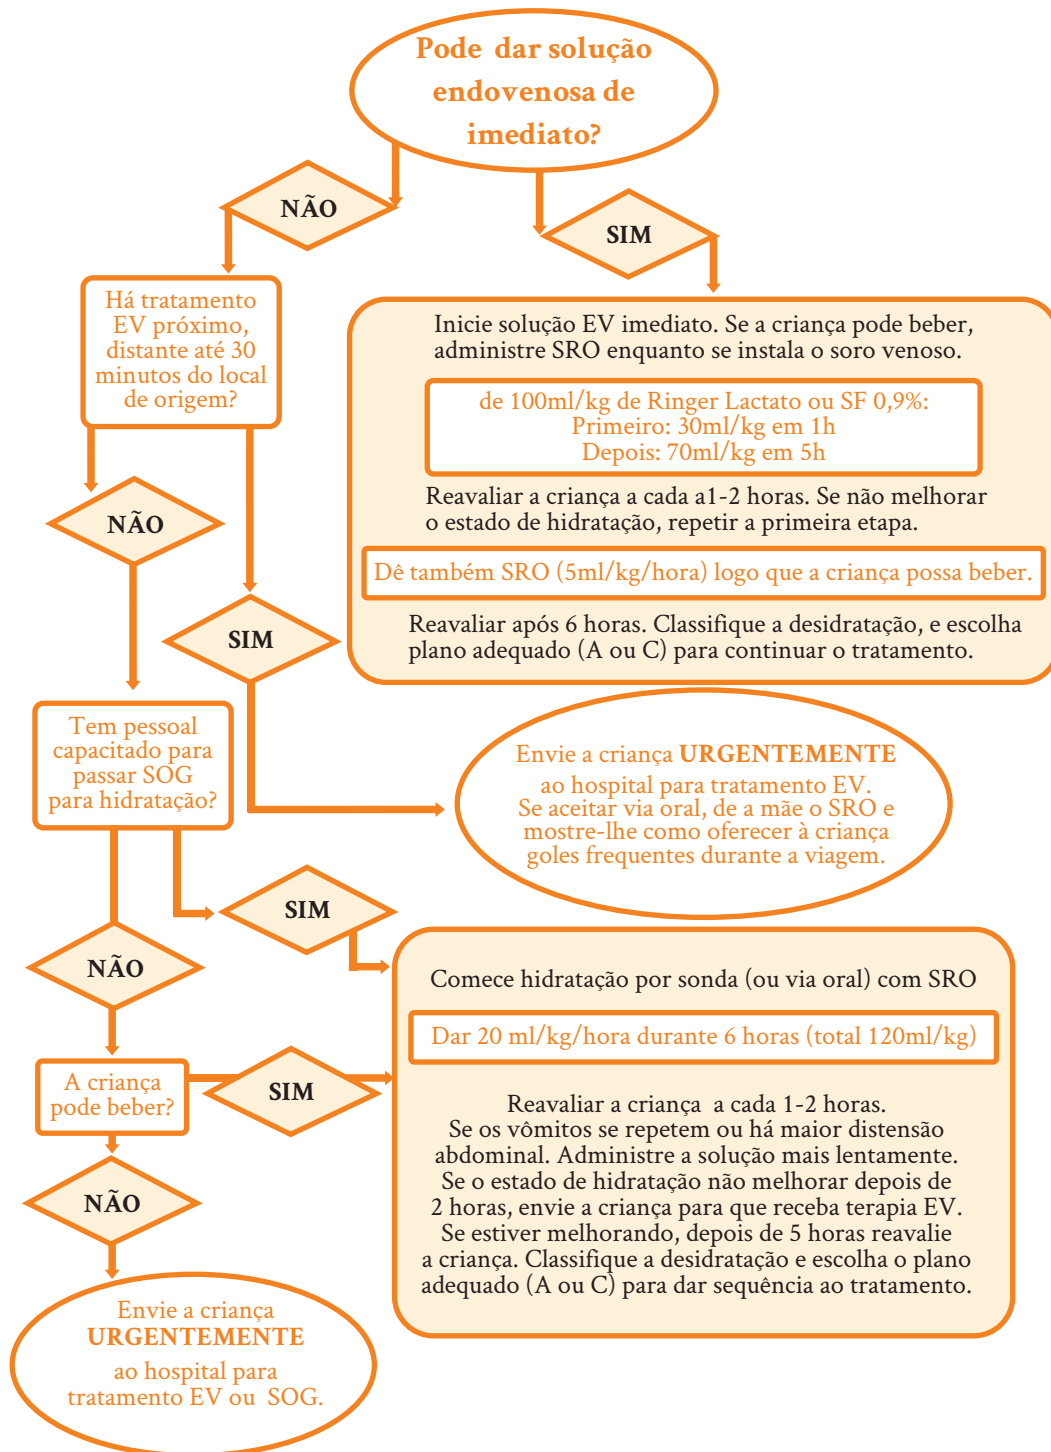 Pode dar solução
endovenosa de
imediato?
NÃO
SIM
Há tratamento
EV próximo,
distante até 30
minutos do local
de origem?
Inicie solução EV imediato. Se a criança pode beber,
administre SRO enquanto se instala o soro venoso.
de 100ml/kg de Ringer Lactato ou SF 0,9%:
Primeiro: 30ml/kg em 1h
Depois: 70ml/kg em 5h
Reavaliar a criança a cada a1-2 horas. Se não melhorar
o estado de hidratação, repetir a primeira etapa.
Dê também SRO (5ml/kg/hora) logo que a criança possa beber.
Reavaliar após 6 horas. Classifique a desidratação, e escolha
plano adequado (A ou C) para continuar o tratamento.
NÃO
SIM
Tem pessoal
capacitado para
passar SOG
para hidratação?
Envie a criança URGENTEMENTE
ao hospital para tratamento EV.
Se aceitar via oral, de a mãe o SRO e
mostre-lhe como oferecer à criança
goles frequentes durante a viagem.
SIM
NÃO
Comece hidratação por sonda (ou via oral) com SRO
Dar 20 ml/kg/hora durante 6 horas (total 120ml/kg)
Reavaliar a criança a cada 1-2 horas.
Se os vômitos se repetem ou há maior distensão
abdominal. Administre a solução mais lentamente.
Se o estado de hidratação não melhorar depois de
2 horas, envie a criança para que receba terapia EV.
Se estiver melhorando, depois de 5 horas reavalie
a criança. Classifique a desidratação e escolha o plano
adequado (A ou C) para dar sequência ao tratamento.
A criança
pode beber?
SIM
NÃO
Envie a criança
URGENTEMENTE
ao hospital para
tratamento EV ou SOG.